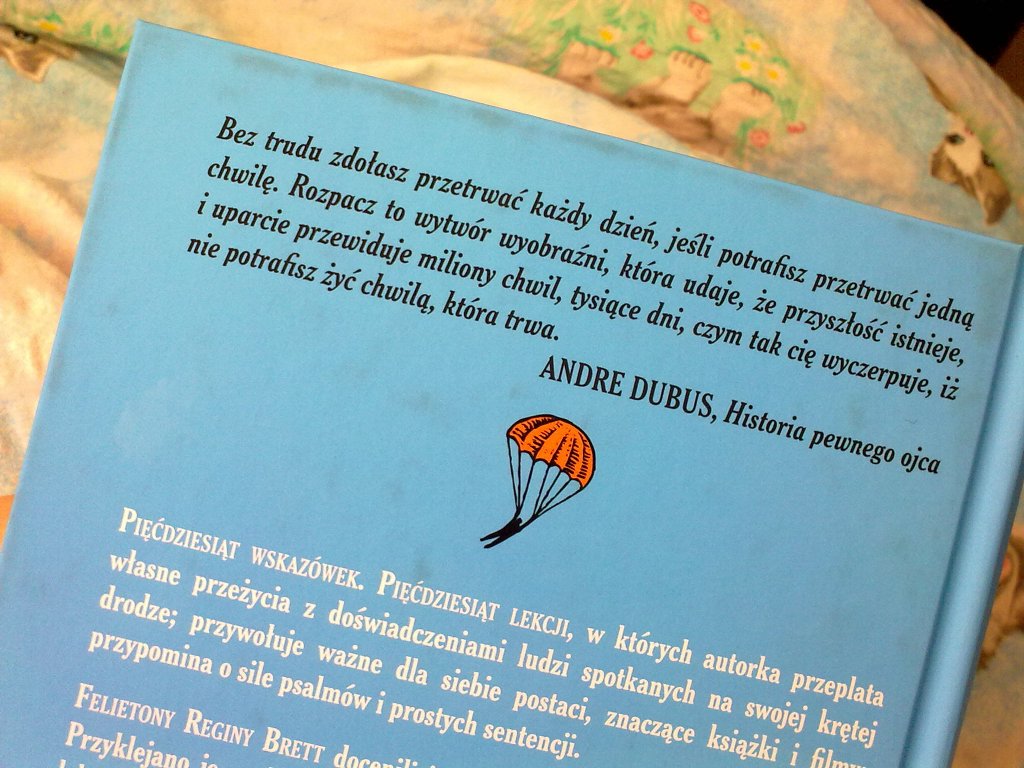 Bez trudu zdołasz przetrwać każdy dzień, jeśli potrafisz przetrwać jedną
chwilę. Rozpacz to wytwór wyobraźni, która udaje, że przyszłość istnieje,
i uparcie przewiduje miliony chwil, tysiące dni, czym tak cię wyczerpuje, iż
nie potrafisz żyć chwilą, która trwa.
ANDRE DUBUS, Historia pewnego ojca
PIĘĆDZIESIĄT WSKAZÓWEK. PIĘĆDZIESIĄT LEKCJI, w których autorka przeplata
własne przeżycia z doświadczeniami ludzi spotkanych na swojej krętej
drodze; przywołuje ważne dla siebie postaci, znaczące książki i filmy,
przypomina o sile psalmów i prostych sentencji.
FELIETONY REGINY BRETT
Przyklejano je